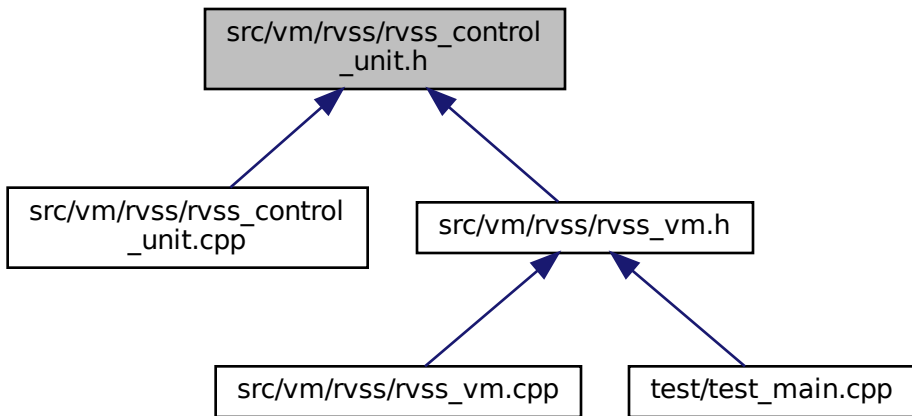 src/vm/rvss/rvss_control
_unit.h
src/vm/rvss/rvss_control
_unit.cpp
src/vm/rvss/rvss_vm.h
src/vm/rvss/rvss_vm.cpp
test/test_main.cpp